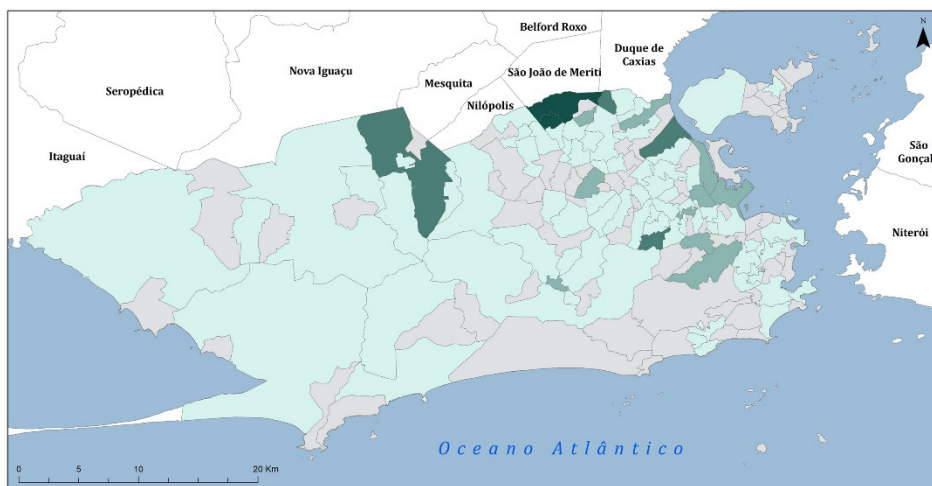 Belford Roxo
Duque de
Caxias
Nova Iguaçu
São João de Meriti
Mesquita
Seropédica
Nilópolis
Itaguaí
São
Gonçal
Niterói
Oceano Atlântico
0 5 10 20 Km